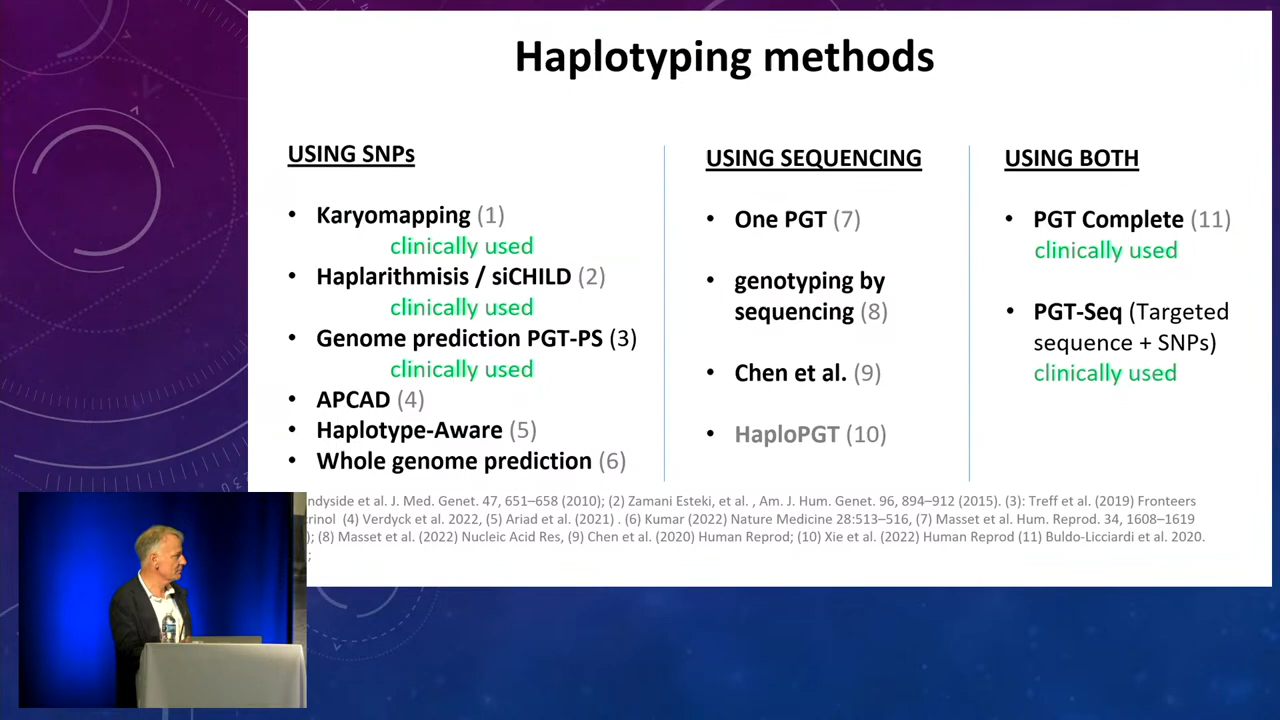 Haplotyping methods
USING SNPs
• Karyomapping (1)
clinically used
• Haplarithmisis / siCHILD (2)
clinically used
• Genome prediction PGT-PS (3)
clinically used
• APCAD (4)
• Haplotype-Aware (5)
• Whole genome prediction (6)
USING SEQUENCING
• One PGT (7)
• genotyping by
sequencing (8)
• Chen et al. (9)
• HaploPGT (10)
USING BOTH
• PGT Complete (11)
clinically used
• PGT-Seq (Targeted
sequence + SNPs)
clinically used
ndyside et al. J. Med. Genet. 47, 651–658 (2010); (2) Zamani Esteki, et al. , Am. J. Hum. Genet. 96, 894–912 (2015). (3): Treff et al. (2019) Fronteers
rinol (4) Verdyck et al. 2022, (5) Ariad et al. (2021) . (6) Kumar (2022) Nature Medicine 28:513–516, (7) Masset et al. Hum. Reprod. 34, 1608–1619
); (8) Masset et al. (2022) Nucleic Acid Res, (9) Chen et al. (2020) Human Reprod; (10) Xie et al. (2022) Human Reprod (11) Buldo-Licciardi et al. 2020.
;